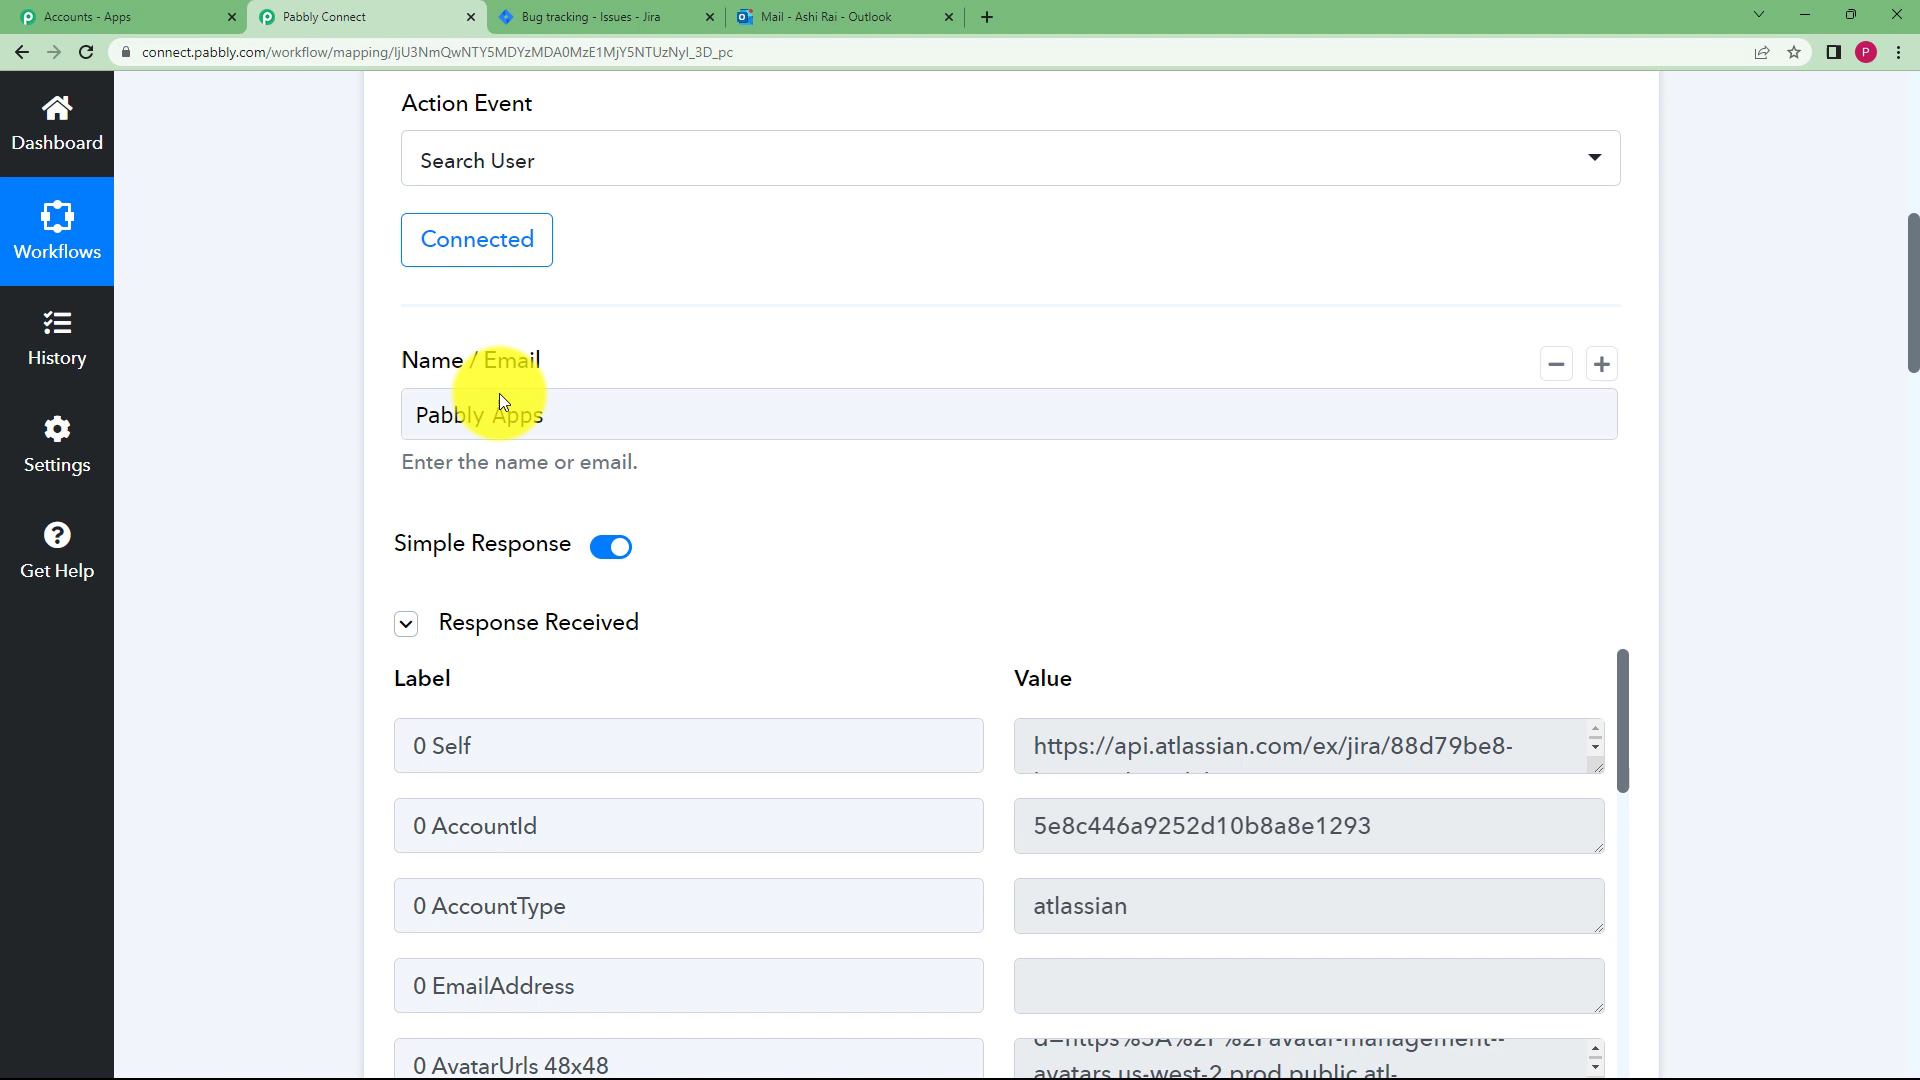 Accounts - Apps
Pabbly Connect
Bug tracking - Issues - Jira
Mail - Ashi Rai - Outlook
connect.pabbly.com/workflow/mapping/IjU3NmQwNTY5MDYzMDA0MzE1MjY5NTUzNyI_3D_pc
P
Dashboard
Workflows
History
Settings
Get Help
Action Event
Search User
Connected
Name / Email
Pabbly Apps
Enter the name or email.
Simple Response
Response Received
Label
Value
0 Self
https://api.atlassian.com/ex/jira/88d79be8-
0 AccountId
5e8c446a9252d10b8a8e1293
0 AccountType
atlassian
0 EmailAddress
0 AvatarUrls 48x48
d=https%3A%2F%2Favatar-management--
avatars.us-west-2.prod.public.atl-